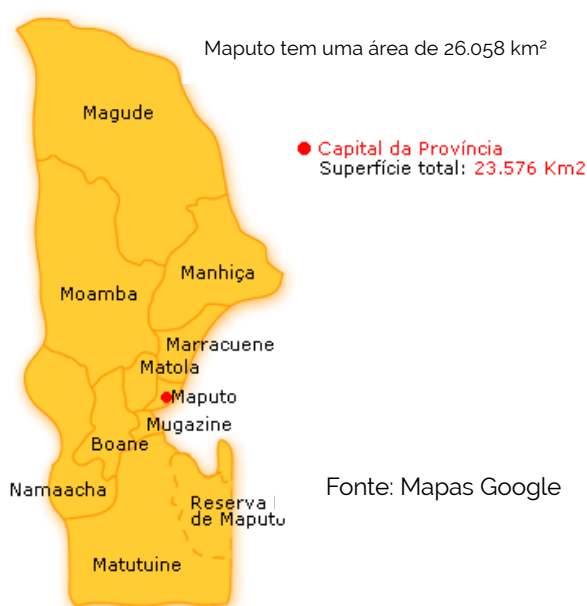 Maputo tem uma área de 26.058 km²
Magude
Capital da Província
Superfície total: 23.576 Km2
Manhiça
Moamba
Marracuene
Matola
Maputo
Mugazine
Boane
Namaacha
Fonte: Mapas Google
Reserva
de Maputo
Matutuine